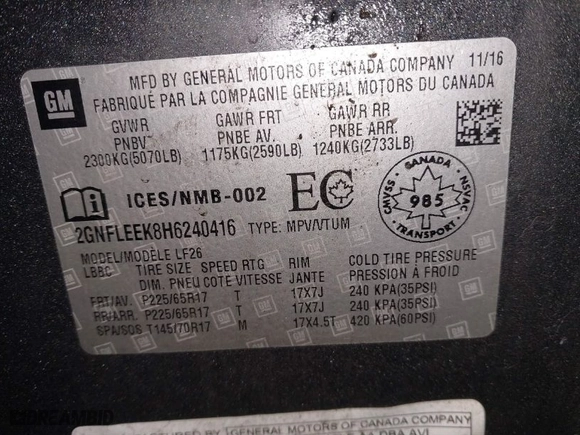 GM
MFD BY GENERAL MOTORS OF CANADA COMPANY 11/16
FABRIQUÉ PAR LA COMPAGNIE GENERAL MOTORS DU CANADA
GVWR GAWR FRT GAWR RR
PNBV PNBE AV. PNBE ARR.
2300KG(5070LB) 1175KG(2590LB) 1240KG(2733LB)
ICES/NMB-002 EC
CANADA
CMVSS 985 NSVAC
TRANSPORT
2GNFLEEK8H6240416 TYPE: MPV/VTUM
MODEL/MODÈLE LF26
LBBC TIRE SIZE SPEED RTG RIM COLD TIRE PRESSURE
DIM. PNEU COTE VITESSE JANTE PRESSION À FROID
FRT/AV. P225/65R17 T 17X7J 240 KPA(35PSI)
RR/ARR. P225/65R17 T 17X7J 240 KPA(35PSI)
SPA/SOS T145/70R17 M 17X4.5T 420 KPA(60PSI)
BY GENERAL MOTORS OF CANADA COMPANY